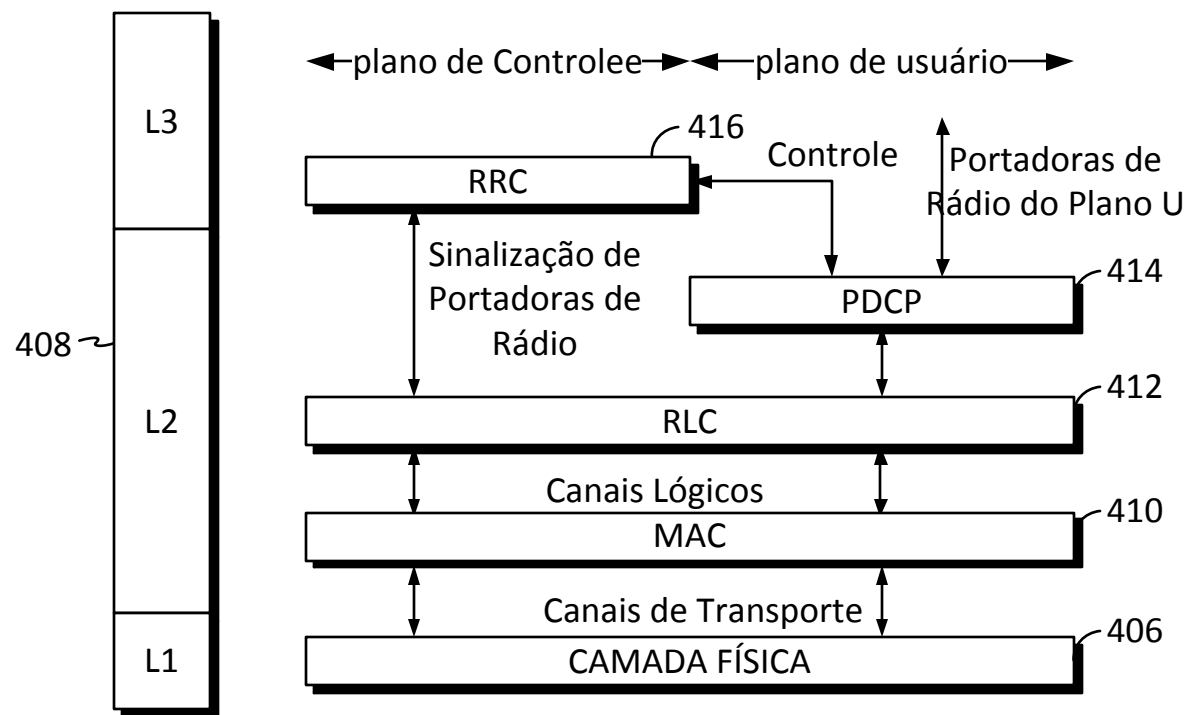 plano de Controlee
plano de usuário
L3
416
RRC
Controle
Portadoras de
Rádio do Plano U
Sinalização de
Portadoras de
Rádio
414
PDCP
408
412
L2
RLC
Canais Lógicos
410
MAC
Canais de Transporte
406
L1
CAMADA FÍSICA